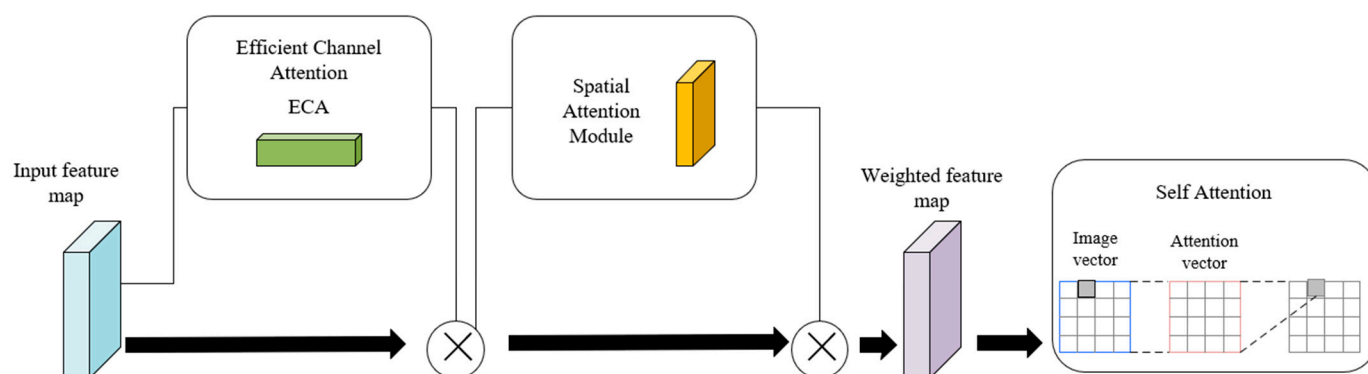 Efficient Channel
Attention
ECA
Spatial
Attention
Module
Input feature
map
Weighted feature
map
Self Attention
Image
vector
Attention
vector